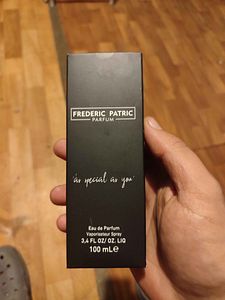 FREDERIC PATRIC
PARFUM
'as special as you'
Eau de Parfum
Vaporisateur Spray
3,4 FL OZ/ OZ. LIQ
100 mLe